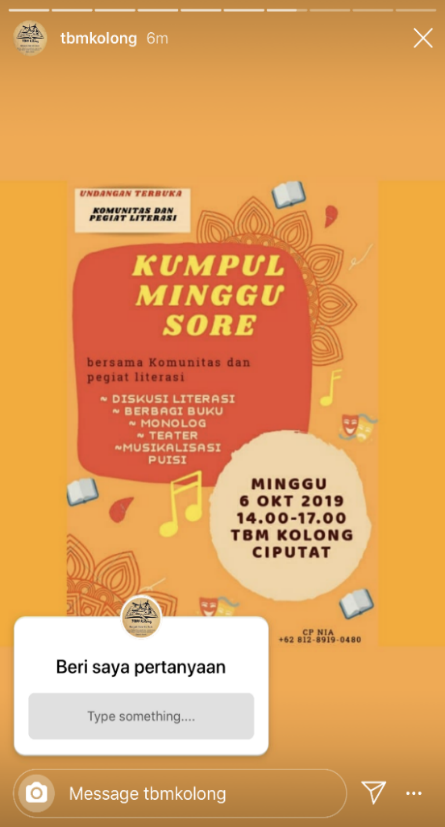 tbmkolong 6m
UNDANGAN TERBUKA
KOMUNITAS DAN
PEGIAT LITERASI
KUMPUL
MINGGU
SORE
bersama Komunitas dan
pegiat literasi
~ DISKUSI LITERASI
~ BERBAGI BUKU
~ MONOLOG
~ TEATER
~MUSIKALISASI
PUISI
MINGGU
6 OKT 2019
14.00-17.00
TBM KOLONG
CIPUTAT
CP NIA
+62 812-8919-0480
Beri saya pertanyaan
Type something....
Message tbmkolong